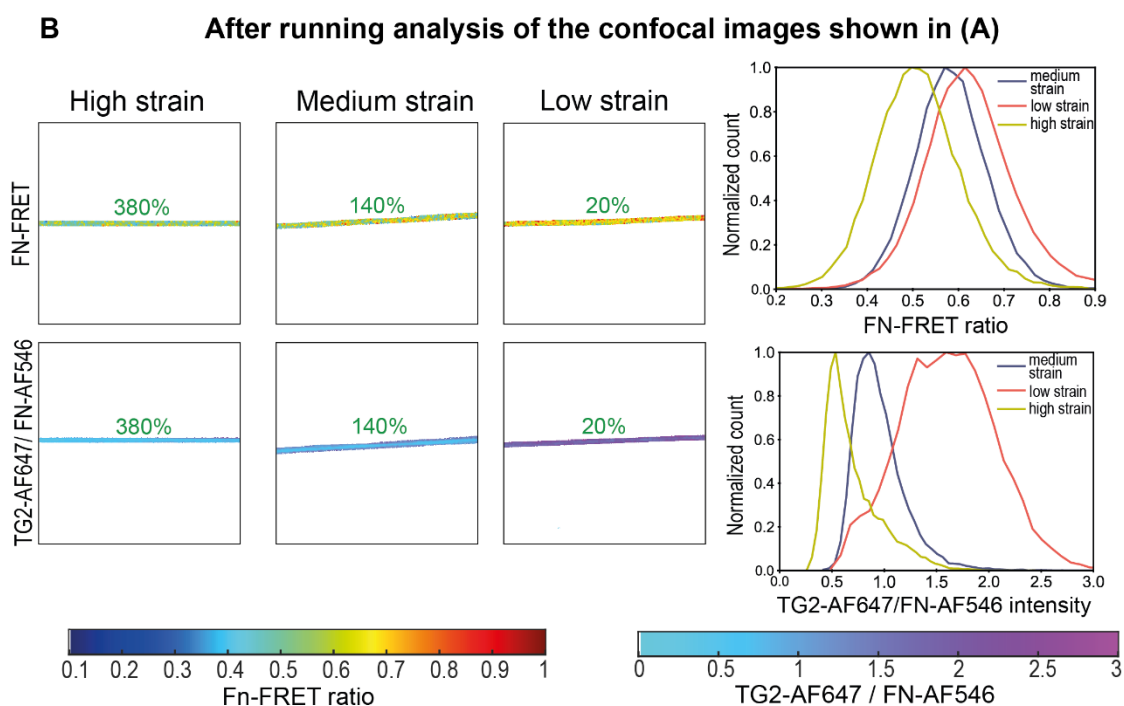 B After running analysis of the confocal images shown in (A)
High strain Medium strain Low strain
FN-FRET
380% 140% 20%
1.0
0.8
0.6
0.4
0.2
0.0
Normalized count
medium
strain
low strain
high strain
0.2 0.3 0.4 0.5 0.6 0.7 0.8 0.9
FN-FRET ratio
TG2-AF647/ FN-AF546
380% 140% 20%
1.0
0.8
0.6
0.4
0.2
0.0
Normalized count
medium
strain
low strain
high strain
0.0 0.5 1.0 1.5 2.0 2.5 3.0
TG2-AF647/FN-AF546 intensity
0.1 0.2 0.3 0.4 0.5 0.6 0.7 0.8 0.9 1
Fn-FRET ratio
0 0.5 1 1.5 2 2.5 3
TG2-AF647 / FN-AF546